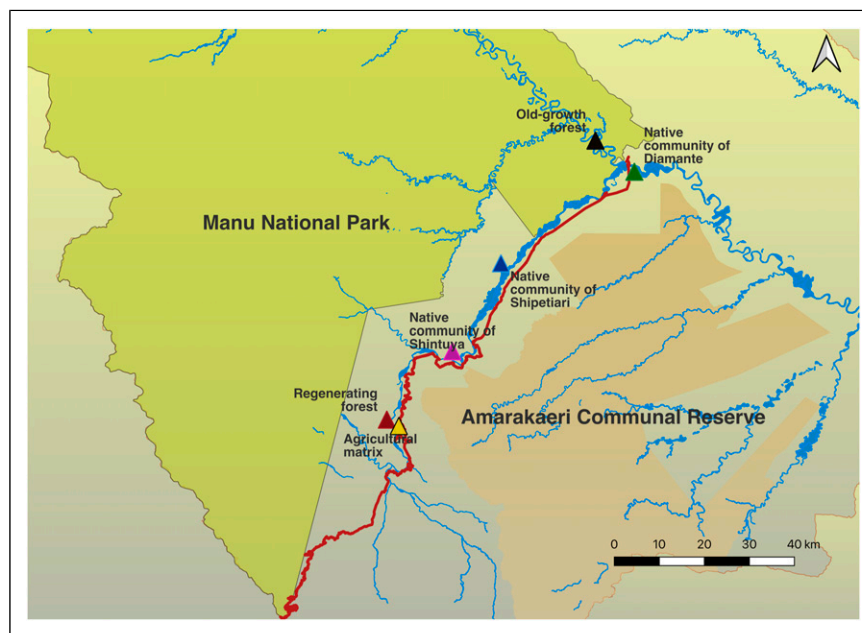 Old-growth
forest
Native
community of
Diamante
Manu National Park
Native
community of
Shipetiari
Native
community of
Shintuya
Regenerating
forest
Amarakaeri Communal Reserve
Agricultural
matrix
0 10 20 30 40 km